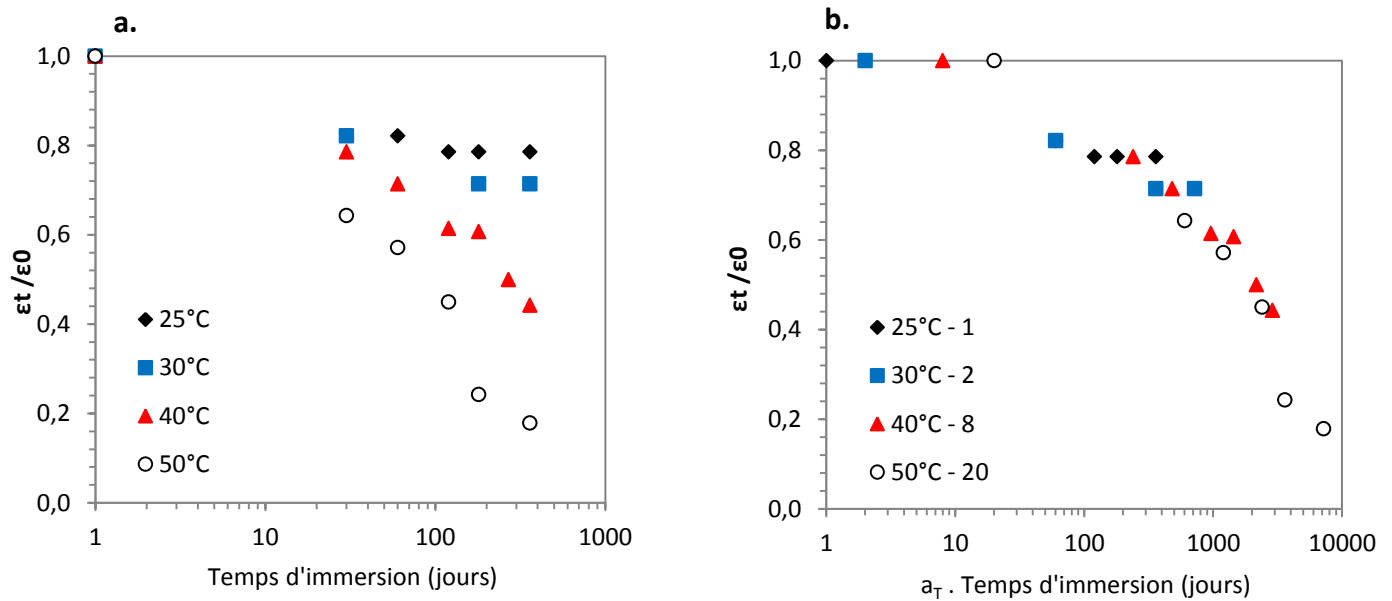 a.
1,0
0,8
0,6
0,4
0,2
0,0
εt /ε0
25°C
30°C
40°C
50°C
1
10
100
1000
Temps d'immersion (jours)
b.
1,0
0,8
0,6
0,4
0,2
0,0
εt /ε0
25°C - 1
30°C - 2
40°C - 8
50°C - 20
1
10
100
1000
10000
aT . Temps d'immersion (jours)